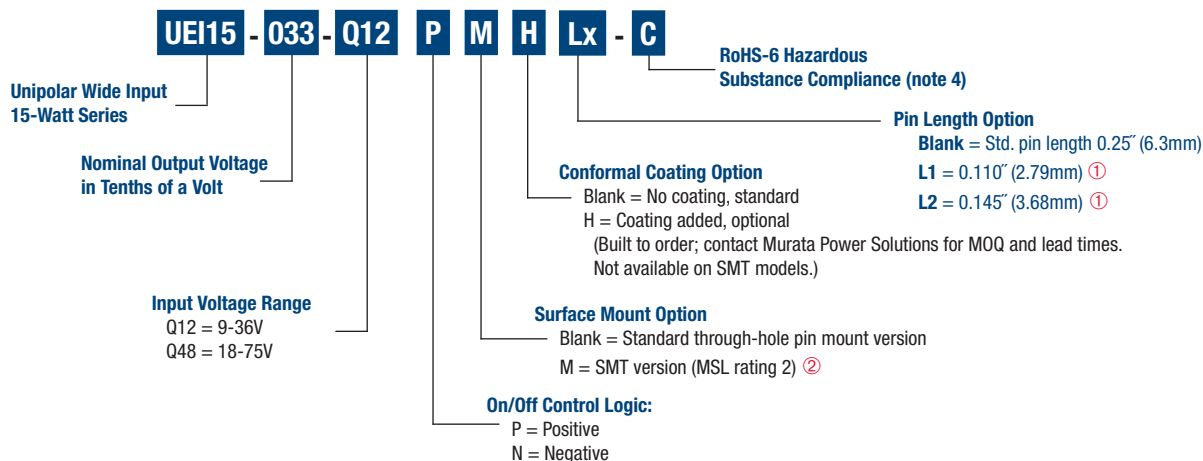 UEI15 - 033 - Q12 P M H Lx - C
RoHS-6 Hazardous
Substance Compliance (note 4)
Unipolar Wide Input
15-Watt Series
Pin Length Option
Blank = Std. pin length 0.25˝ (6.3mm)
L1 = 0.110˝ (2.79mm) ①
L2 = 0.145˝ (3.68mm) ①
Nominal Output Voltage
in Tenths of a Volt
Conformal Coating Option
Blank = No coating, standard
H = Coating added, optional
(Built to order; contact Murata Power Solutions for MOQ and lead times.
Not available on SMT models.)
Input Voltage Range
Q12 = 9-36V
Q48 = 18-75V
Surface Mount Option
Blank = Standard through-hole pin mount version
M = SMT version (MSL rating 2) ②
On/Off Control Logic:
P = Positive
N = Negative